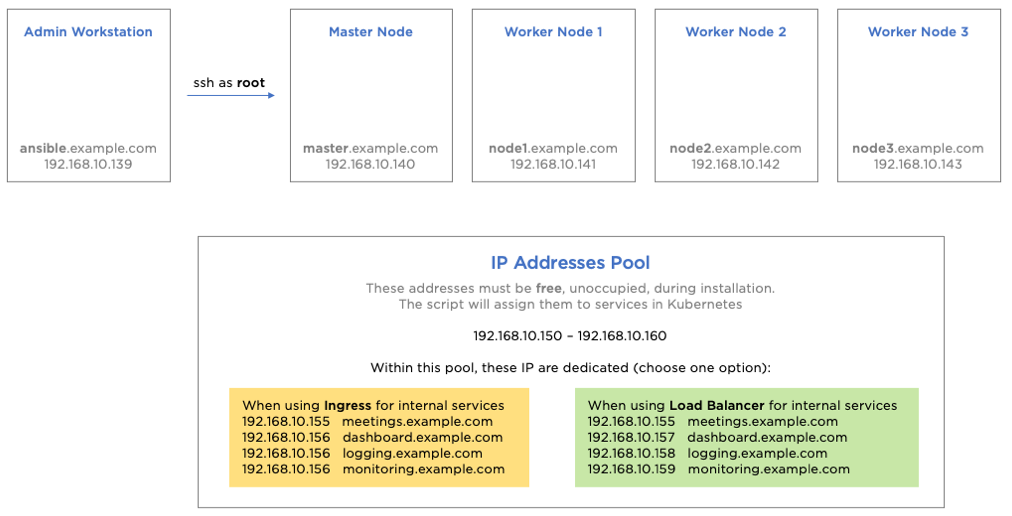 Admin Workstation
ssh as root
ansible.example.com
192.168.10.139
Master Node
master.example.com
192.168.10.140
Worker Node 1
node1.example.com
192.168.10.141
Worker Node 2
node2.example.com
192.168.10.142
Worker Node 3
node3.example.com
192.168.10.143
IP Addresses Pool
These addresses must be free, unoccupied, during installation.
The script will assign them to services in Kubernetes
192.168.10.150 – 192.168.10.160
Within this pool, these IP are dedicated (choose one option):
When using Ingress for internal services
192.168.10.155 meetings.example.com
192.168.10.156 dashboard.example.com
192.168.10.156 logging.example.com
192.168.10.156 monitoring.example.com
When using Load Balancer for internal services
192.168.10.155 meetings.example.com
192.168.10.157 dashboard.example.com
192.168.10.158 logging.example.com
192.168.10.159 monitoring.example.com